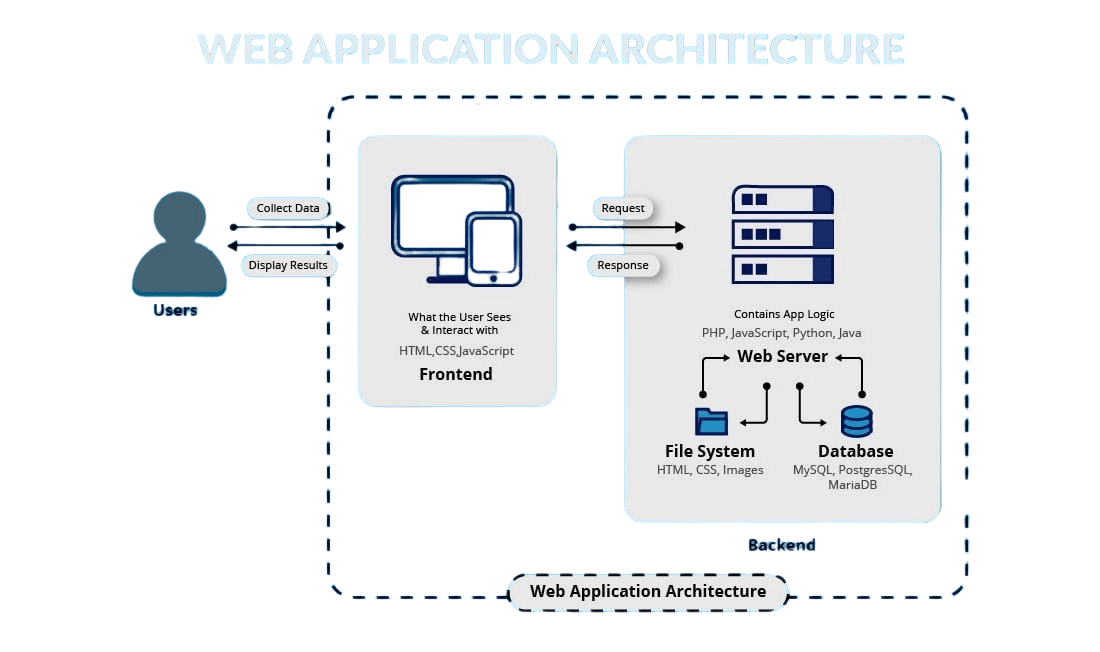 WEB APPLICATION ARCHITECTURE
Collect Data
Display Results
Users
What the User Sees
& Interact with
HTML,CSS,JavaScript
Frontend
Request
Response
Contains App Logic
PHP, JavaScript, Python, Java
Web Server
File System
HTML, CSS, Images
Database
MySQL, PostgresSQL,
MariaDB
Backend
Web Application Architecture